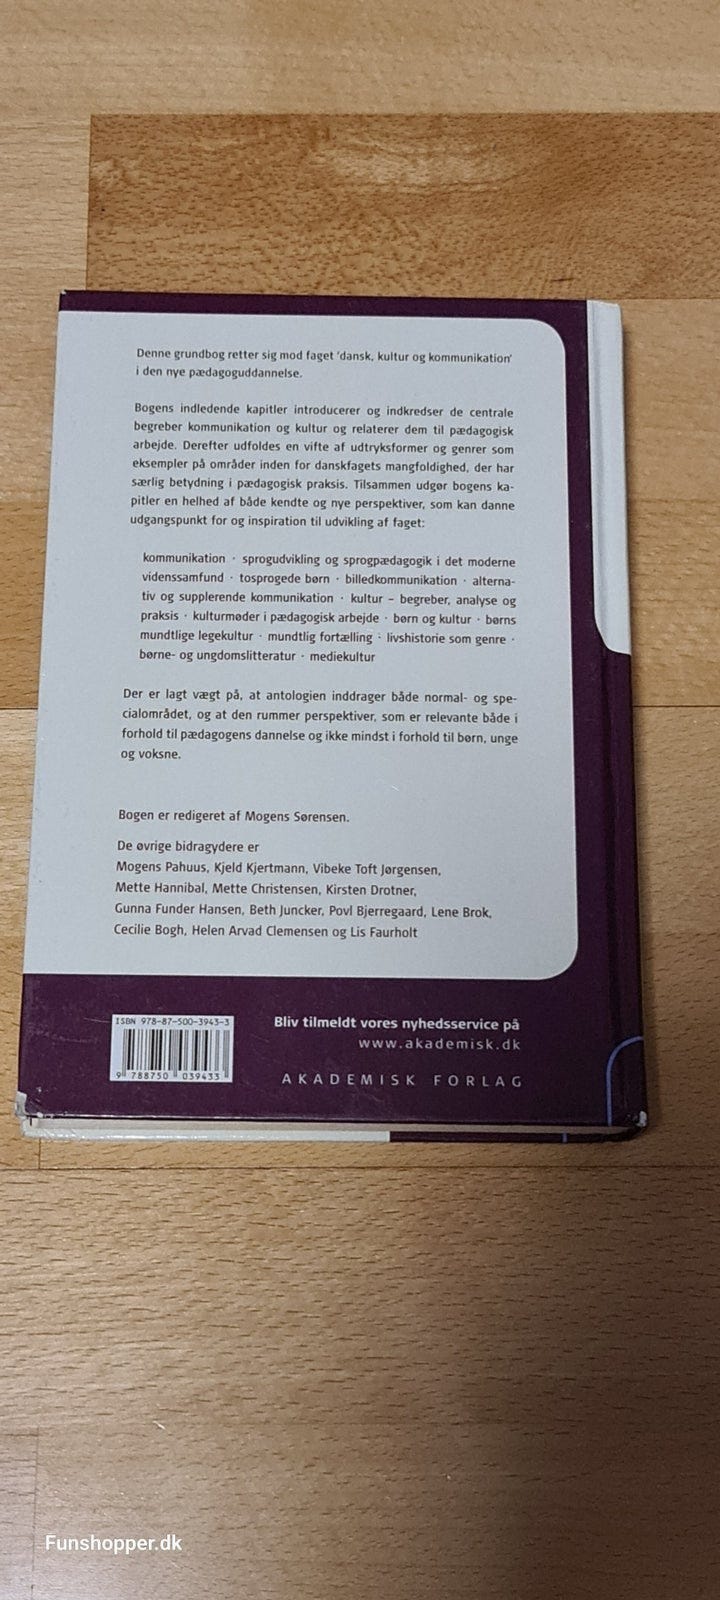 Denne grundbog retter sig mod faget 'dansk, kultur og kommunikation'
i den nye pædagoguddannelse.
Bogens indledende kapitler introducerer og indkredser de centrale
begreber kommunikation og kultur og relaterer dem til pædagogisk
arbejde. Derefter udfoldes en vifte af udtryksformer og genrer som
eksempler på områder inden for danskfagets mangfoldighed, der har
særlig betydning i pædagogisk praksis. Tilsammen udgør bogens ka-
pitler en helhed af både kendte og nye perspektiver, som kan danne
udgangspunkt for og inspiration til udvikling af faget:
kommunikation · sprogudvikling og sprogpædagogik i det moderne
videnssamfund · tosprogede børn · billedkommunikation · alterna-
tiv og supplerende kommunikation · kultur – begreber, analyse og
praksis · kulturmøder i pædagogisk arbejde · børn og kultur · børns
mundtlige legekultur · mundtlig fortælling · livshistorie som genre ·
børne- og ungdomslitteratur · mediekultur
Der er lagt vægt på, at antologien inddrager både normal- og spe-
cialområdet, og at den rummer perspektiver, som er relevante både i
forhold til pædagogens dannelse og ikke mindst i forhold til børn, unge
og voksne.
Bogen er redigeret af Mogens Sørensen.
De øvrige bidragydere er
Mogens Pahuus, Kjeld Kjertmann, Vibeke Toft Jørgensen,
Mette Hannibal, Mette Christensen, Kirsten Drotner,
Gunna Funder Hansen, Beth Juncker, Povl Bjerregaard, Lene Brok,
Cecilie Bogh, Helen Arvad Clemensen og Lis Faurholt
ISBN 978-87-500-3943-3
9 788750 039433
Bliv tilmeldt vores nyhedsservice på
www.akademisk.dk
AKADEMISK FORLAG
Funshopper.dk